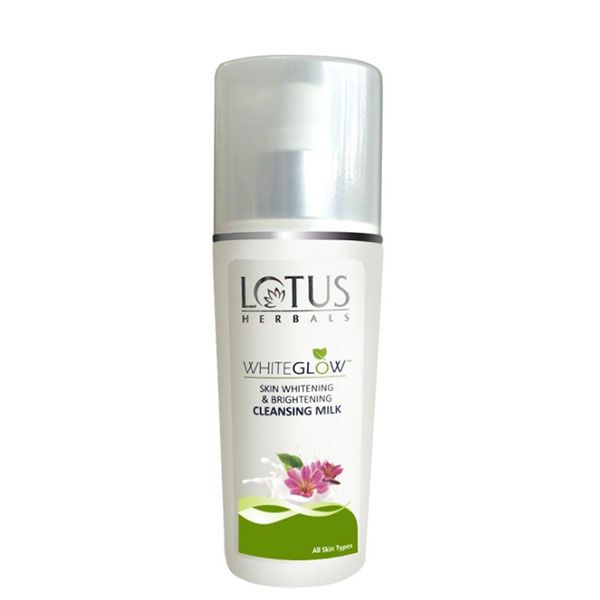 LOTUS
HERBALS
WHITEGLOW™
SKIN WHITENING
& BRIGHTENING
CLEANSING MILK
All Skin Types